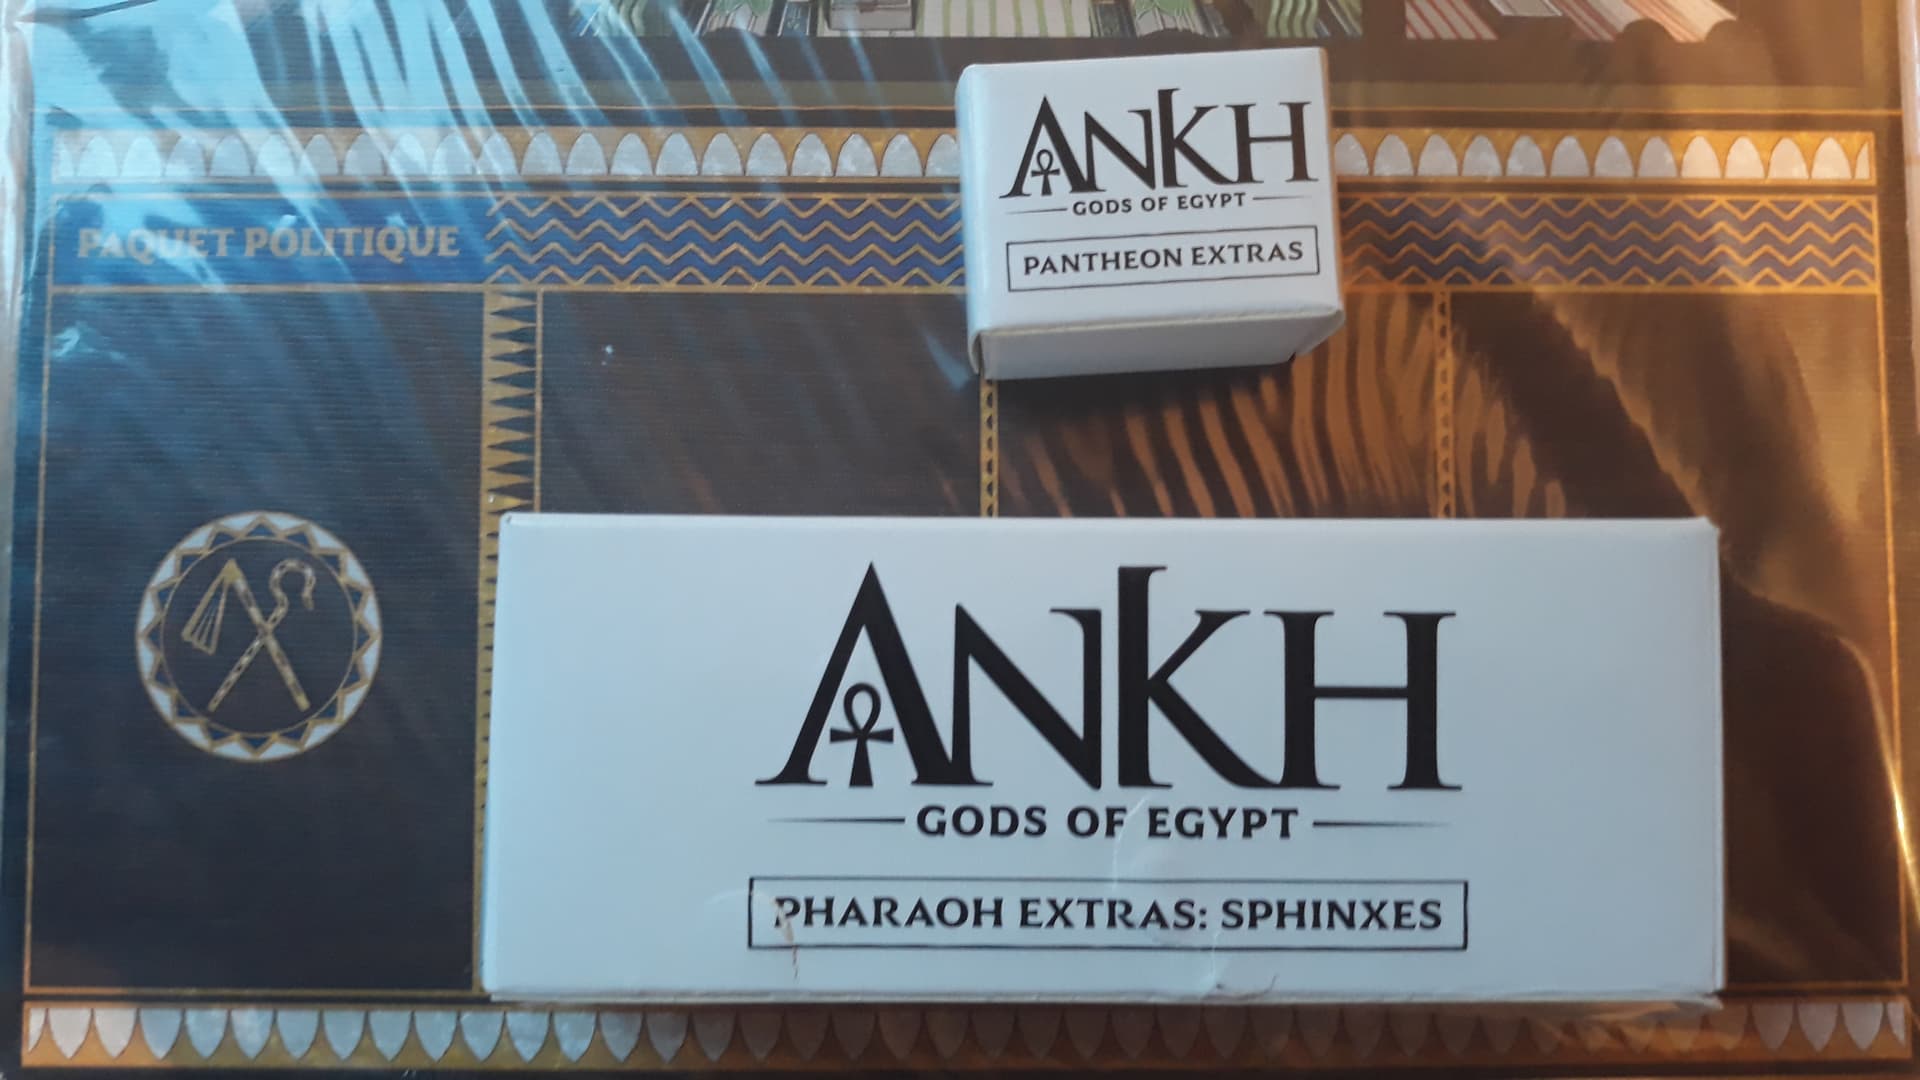 ANKH
GODS OF EGYPT
PANTHEON EXTRAS
PAQUET POLITIQUE
ANKH
GODS OF EGYPT
PHARAOH EXTRAS: SPHINXES